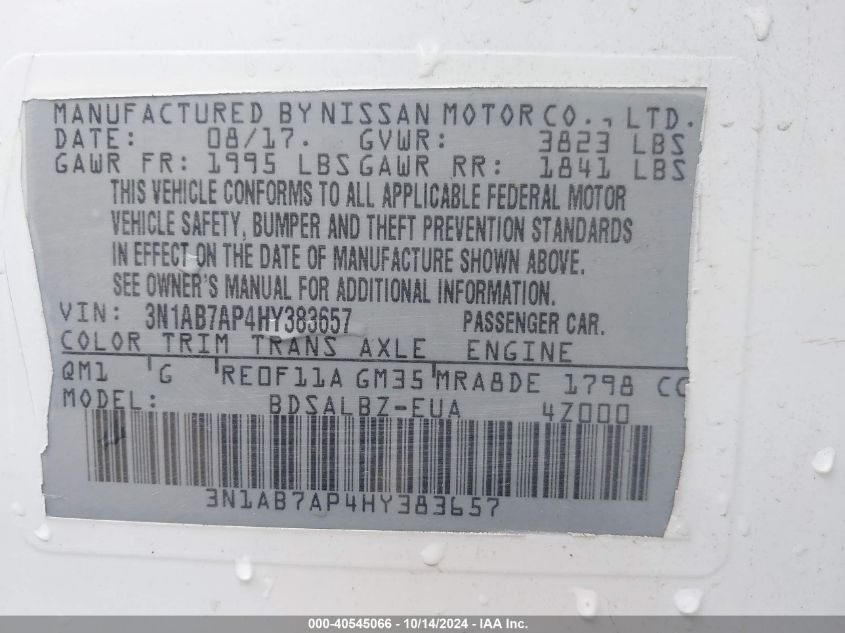 MANUFACTURED BY NISSAN MOTOR CO., LTD.
DATE: 08/17. GVWR: 3823 LBS
GAWR FR: 1995 LBS GAWR RR: 1841 LBS
THIS VEHICLE CONFORMS TO ALL APPLICABLE FEDERAL MOTOR
VEHICLE SAFETY, BUMPER AND THEFT PREVENTION STANDARDS
IN EFFECT ON THE DATE OF MANUFACTURE SHOWN ABOVE.
SEE OWNER'S MANUAL FOR ADDITIONAL INFORMATION.
VIN: 3N1AB7AP4HY383657 PASSENGER CAR.
COLOR TRIM TRANS AXLE ENGINE
QM1 'G 'RE0F11A GM35 'MRA8DE 1798 CC
MODEL: BDSALBZ-EUA 4Z000
3N1AB7AP4HY383657
000-40545066 - 10/14/2024 - IAA Inc.